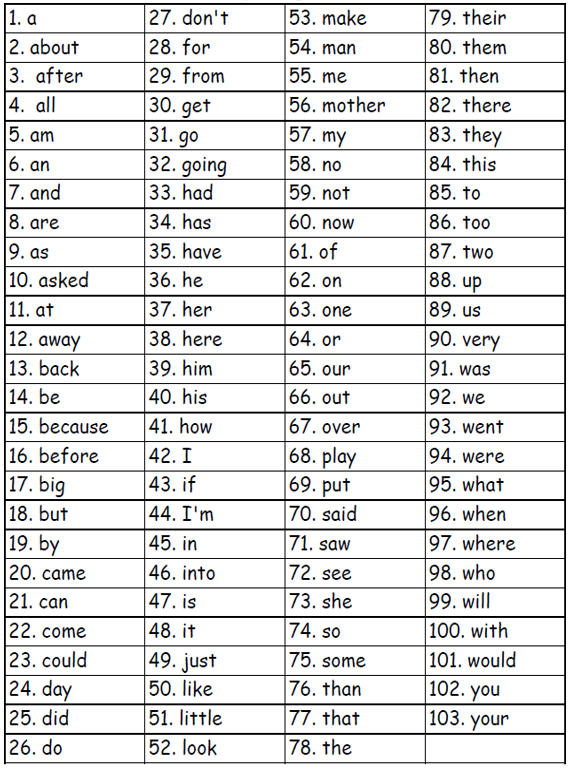 1. a
2. about
3. after
4. all
5. am
6. an
7. and
8. are
9. as
10. asked
11. at
12. away
13. back
14. be
15. because
16. before
17. big
18. but
19. by
20. came
21. can
22. come
23. could
24. day
25. did
26. do
27. don't
28. for
29. from
30. get
31. go
32. going
33. had
34. has
35. have
36. he
37. her
38. here
39. him
40. his
41. how
42. I
43. if
44. I'm
45. in
46. into
47. is
48. it
49. just
50. like
51. little
52. look
53. make
54. man
55. me
56. mother
57. my
58. no
59. not
60. now
61. of
62. on
63. one
64. or
65. our
66. out
67. over
68. play
69. put
70. said
71. saw
72. see
73. she
74. so
75. some
76. than
77. that
78. the
79. their
80. them
81. then
82. there
83. they
84. this
85. to
86. too
87. two
88. up
89. us
90. very
91. was
92. we
93. went
94. were
95. what
96. when
97. where
98. who
99. will
100. with
101. would
102. you
103. your